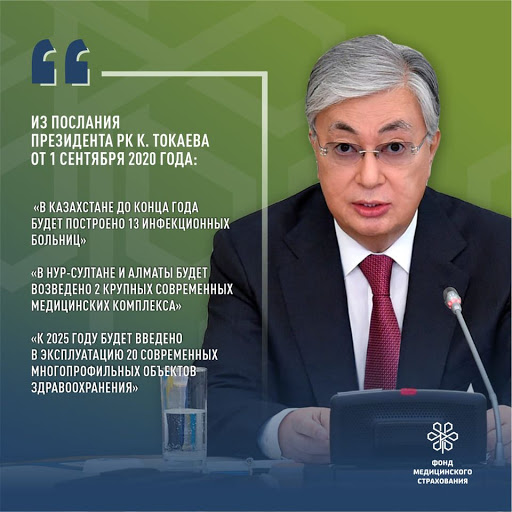 ИЗ ПОСЛАНИЯ
ПРЕЗИДЕНТА РК К. ТОКАЕВА
ОТ 1 СЕНТЯБРЯ 2020 ГОДА:
«В КАЗАХСТАНЕ ДО КОНЦА ГОДА
БУДЕТ ПОСТРОЕНО 13 ИНФЕКЦИОННЫХ
БОЛЬНИЦ»
«В НУР-СУЛТАНЕ И АЛМАТЫ БУДЕТ
ВОЗВЕДЕНО 2 КРУПНЫХ СОВРЕМЕННЫХ
МЕДИЦИНСКИХ КОМПЛЕКСА»
«К 2025 ГОДУ БУДЕТ ВВЕДЕНО
В ЭКСПЛУАТАЦИЮ 20 СОВРЕМЕННЫХ
МНОГОПРОФИЛЬНЫХ ОБЪЕКТОВ
ЗДРАВООХРАНЕНИЯ»
ФОНД
МЕДИЦИНСКОГО
СТРАХОВАНИЯ